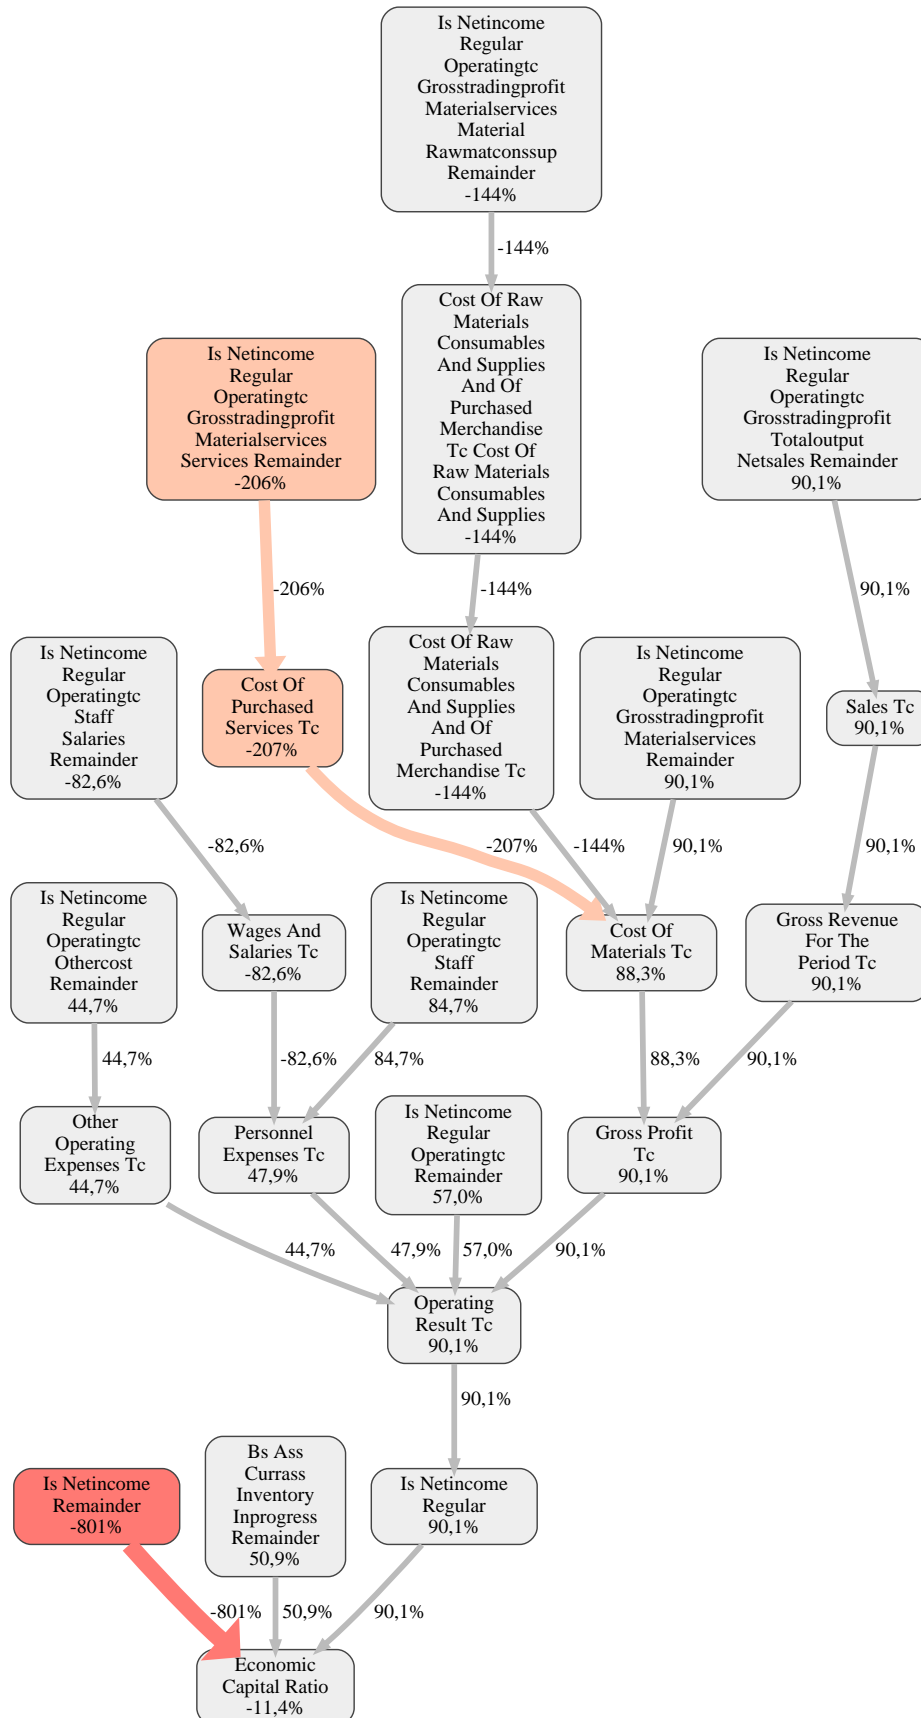 Is Netincome
Regular
Operatingtc
Grosstradingprofit
Materialservices
Material
Rawmatconssup
Remainder
-144%
-144%
Cost Of Raw
Materials
Consumables
And Supplies
And Of
Purchased
Merchandise
Tc Cost Of
Raw Materials
Consumables
And Supplies
-144%
Is Netincome
Regular
Operatingtc
Grosstradingprofit
Materialservices
Services Remainder
-206%
Is Netincome
Regular
Operatingtc
Grosstradingprofit
Totaloutput
Netsales Remainder
90,1%
-206%
-144%
90,1%
Is Netincome
Regular
Operatingtc
Staff
Salaries
Remainder
-82,6%
Cost Of
Purchased
Services Tc
-207%
Cost Of Raw
Materials
Consumables
And Supplies
And Of
Purchased
Merchandise Tc
-144%
Is Netincome
Regular
Operatingtc
Grosstradingprofit
Materialservices
Remainder
90,1%
Sales Tc
90,1%
-82,6%
-207%
-144%
90,1%
90,1%
Is Netincome
Regular
Operatingtc
Othercost
Remainder
44,7%
Wages And
Salaries Tc
-82,6%
Is Netincome
Regular
Operatingtc
Staff
Remainder
84,7%
Cost Of
Materials Tc
88,3%
Gross Revenue
For The
Period Tc
90,1%
44,7%
-82,6%
84,7%
88,3%
90,1%
Other
Operating
Expenses Tc
44,7%
Personnel
Expenses Tc
47,9%
Is Netincome
Regular
Operatingtc
Remainder
57,0%
Gross Profit
Tc
90,1%
44,7%
47,9%
57,0%
90,1%
Operating
Result Tc
90,1%
90,1%
Is Netincome
Remainder
-801%
Bs Ass
Currass
Inventory
Inprogress
Remainder
50,9%
Is Netincome
Regular
90,1%
-801%
50,9%
90,1%
Economic
Capital Ratio
-11,4%